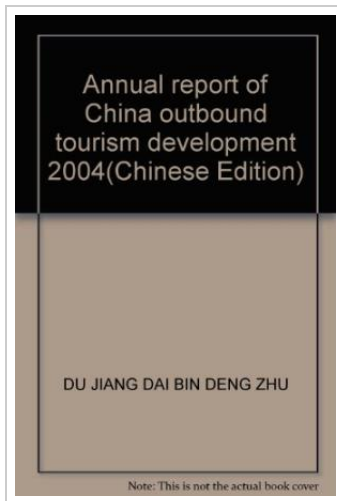 Annual report of
China outbound
tourism development
2004(Chinese Edition)
DU JIANG DAI BIN DENG ZHU
Note: This is not the actual book cover